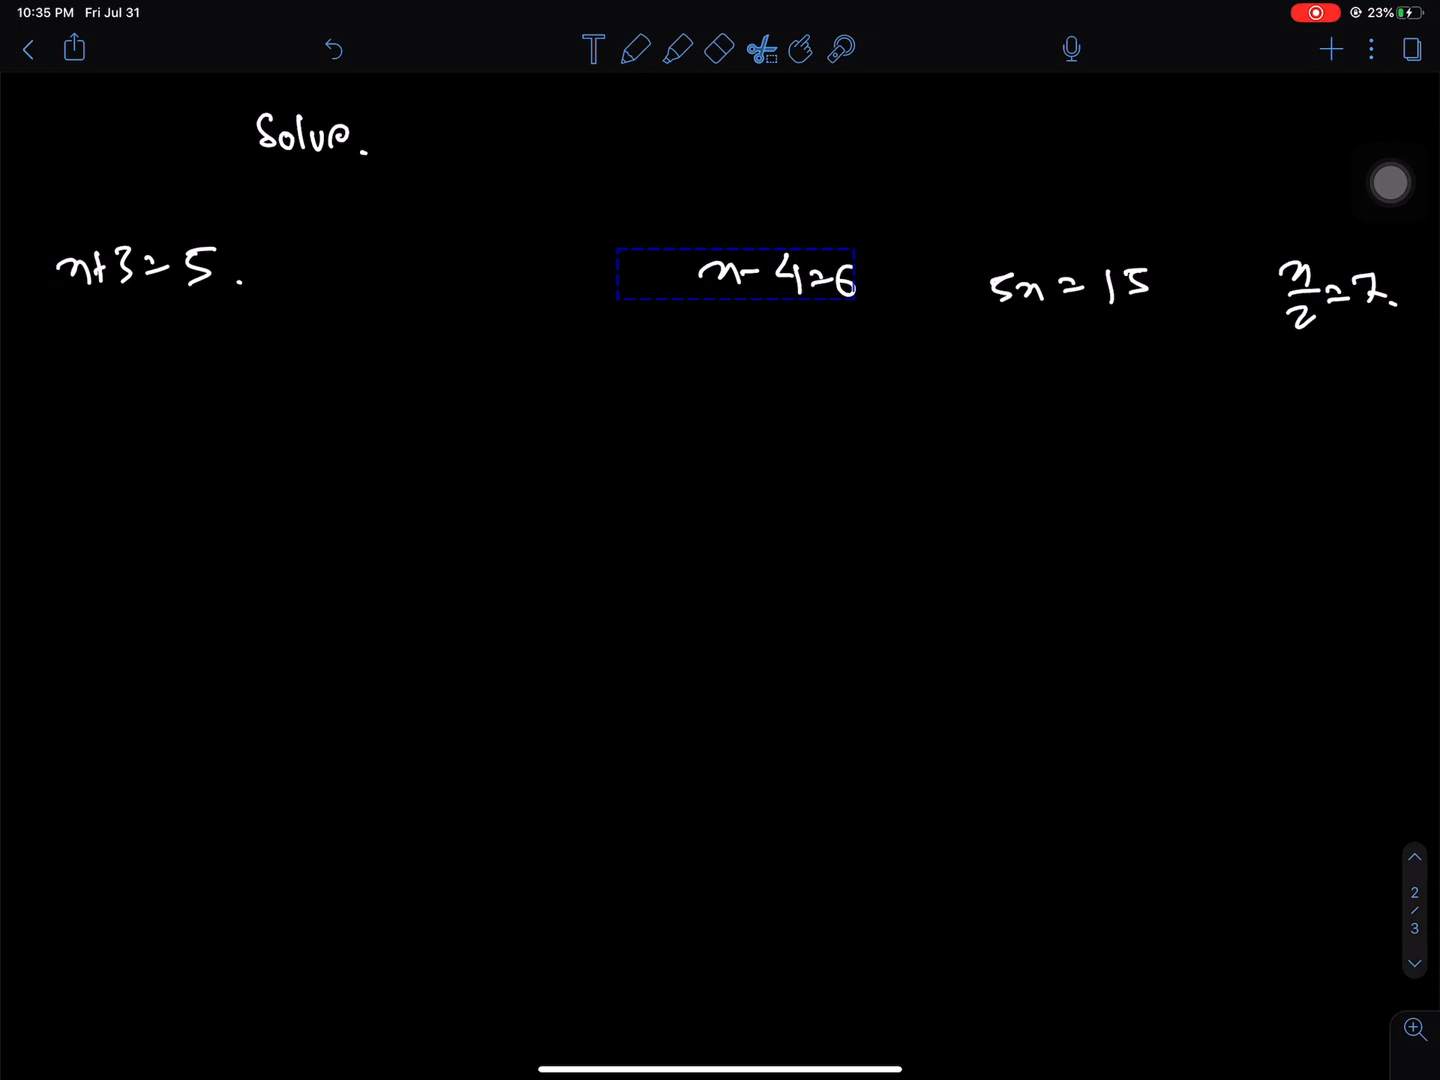 10:35 PM Fri Jul 31
23%
T
Solve.
x+3=5.
x-4=6
5x=15
x/2=7.
2
/
3